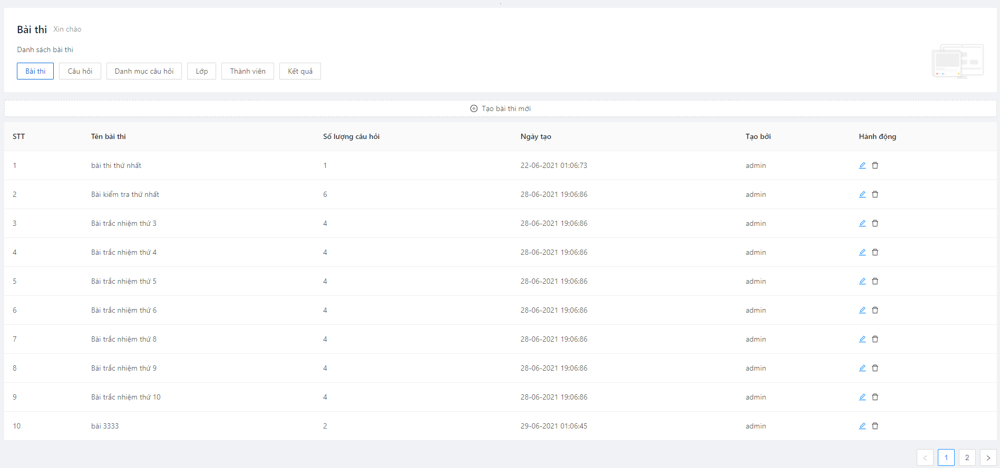 Bài thi Xin chào
Danh sách bài thi
Bài thi Câu hỏi Danh mục câu hỏi Lớp Thành viên Kết quả
Tạo bài thi mới
STT Tên bài thi Số lượng câu hỏi Ngày tạo Tạo bởi Hành động
1 bài thi thứ nhất 1 22-06-2021 01:06:73 admin
2 Bài kiểm tra thứ nhất 6 28-06-2021 19:06:86 admin
3 Bài trắc nhiệm thứ 3 4 28-06-2021 19:06:86 admin
4 Bài trắc nhiệm thứ 4 4 28-06-2021 19:06:86 admin
5 Bài trắc nhiệm thứ 5 4 28-06-2021 19:06:86 admin
6 Bài trắc nhiệm thứ 6 4 28-06-2021 19:06:86 admin
7 Bài trắc nhiệm thứ 8 4 28-06-2021 19:06:86 admin
8 Bài trắc nhiệm thứ 9 4 28-06-2021 19:06:86 admin
9 Bài trắc nhiệm thứ 10 4 28-06-2021 19:06:86 admin
10 bài 3333 2 29-06-2021 01:06:45 admin
< 1 2 >